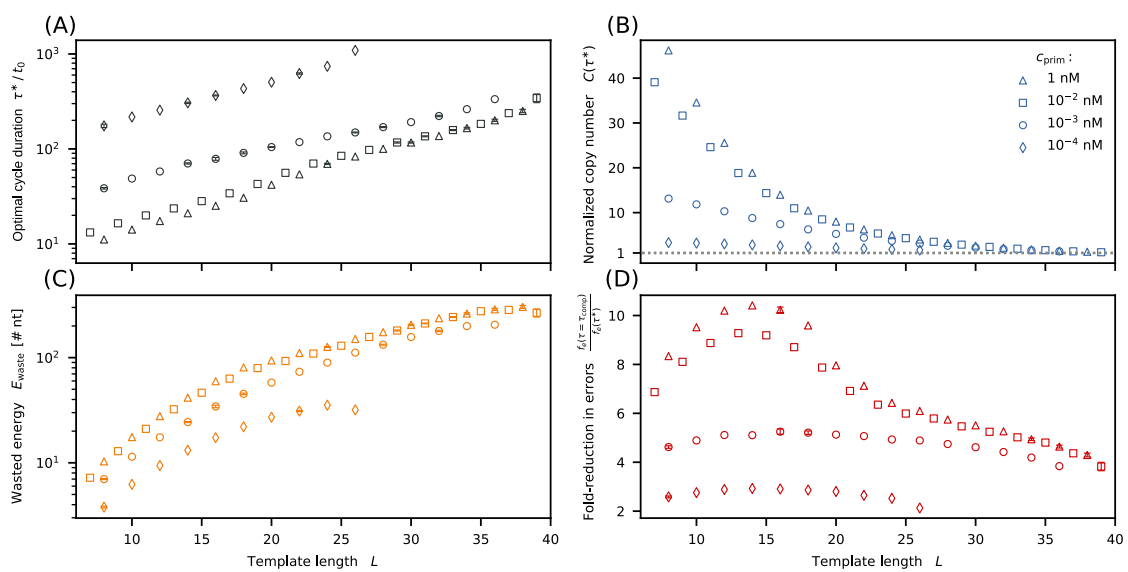 (A)
Optimal cycle duration τ* / t₀
10³
10²
10¹
(B)
Normalized copy number C(τ*)
40
30
20
10
1
c_prim :
1 nM
10⁻² nM
10⁻³ nM
10⁻⁴ nM
(C)
Wasted energy E_waste [# nt]
10²
10¹
10
15
20
25
30
35
40
Template length L
(D)
Fold-reduction in errors f_e(τ = τ_comp) / f_e(τ*)
10
8
6
4
2
10
15
20
25
30
35
40
Template length L